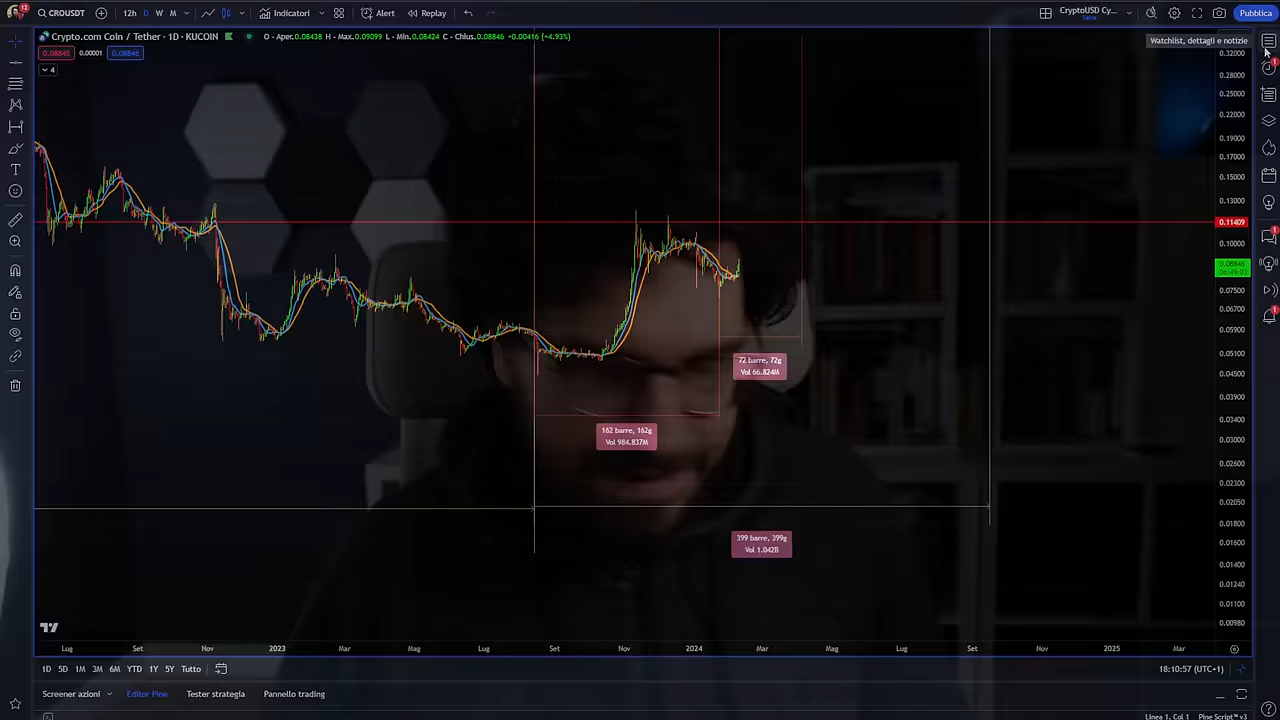 12
CROUSDT
12h D W M
Indicatori
Alert
Replay
CryptoUSD Cy...
Salva
Pubblica
Crypto.com Coin / Tether · 1D · KUCOIN
O - Aper.0.08438 H - Max.0.09099 L - Min.0.08424 C - Chius.0.08846 +0.00416 (+4.93%)
Watchlist, dettagli e notizie
0.08845 0.00001 0.08846
4
0.32000
0.28000
0.25000
0.22000
0.19000
0.17000
0.15000
0.13000
0.11409
0.10000
0.08846
06:49:03
0.07500
0.06700
0.05900
0.05100
0.04500
0.03900
0.03400
0.03000
0.02600
0.02300
0.02050
0.01800
0.01600
0.01400
0.01240
0.01100
0.00980
72 barre, 72g
Vol 66.824M
162 barre, 162g
Vol 984.837M
399 barre, 399g
Vol 1.042B
Lug Set Nov 2023 Mar Mag Lug Set Nov 2024 Mar Mag Lug Set Nov 2025 Mar
1D 5D 1M 3M 6M YTD 1Y 5Y Tutto
18:10:57 (UTC+1)
Screener azioni Editor Pine Tester strategia Pannello trading
Linea 1, Col 1 Pine Script™ v3